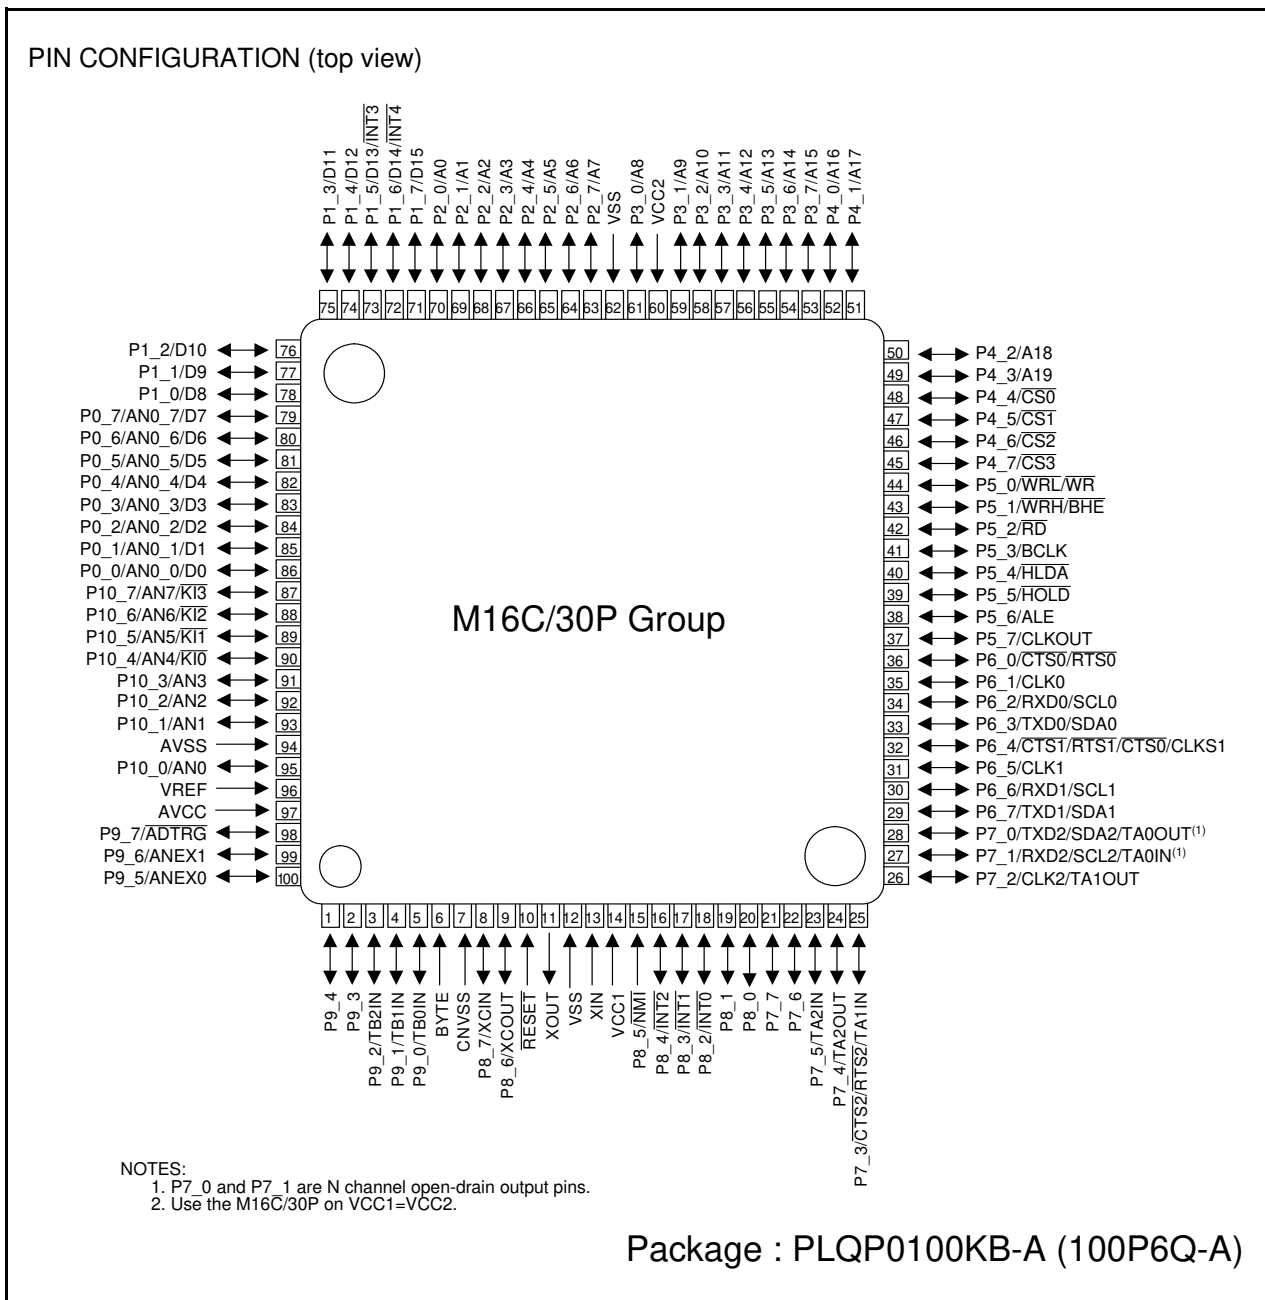 PIN CONFIGURATION (top view)
P1_3/D11
P1_4/D12
P1_5/D13/INT3
P1_6/D14/INT4
P1_7/D15
P2_0/A0
P2_1/A1
P2_2/A2
P2_3/A3
P2_4/A4
P2_5/A5
P2_6/A6
P2_7/A7
VSS
P3_0/A8
VCC2
P3_1/A9
P3_2/A10
P3_3/A11
P3_4/A12
P3_5/A13
P3_6/A14
P3_7/A15
P4_0/A16
P4_1/A17
75 74 73 72 71 70 69 68 67 66 65 64 63 62 61 60 59 58 57 56 55 54 53 52 51
P1_2/D10 76
P1_1/D9 77
P1_0/D8 78
P0_7/AN0_7/D7 79
P0_6/AN0_6/D6 80
P0_5/AN0_5/D5 81
P0_4/AN0_4/D4 82
P0_3/AN0_3/D3 83
P0_2/AN0_2/D2 84
P0_1/AN0_1/D1 85
P0_0/AN0_0/D0 86
P10_7/AN7/KI3 87
P10_6/AN6/KI2 88
P10_5/AN5/KI1 89
P10_4/AN4/KI0 90
P10_3/AN3 91
P10_2/AN2 92
P10_1/AN1 93
AVSS 94
P10_0/AN0 95
VREF 96
AVCC 97
P9_7/ADTRG 98
P9_6/ANEX1 99
P9_5/ANEX0 100
M16C/30P Group
50 P4_2/A18
49 P4_3/A19
48 P4_4/CS0
47 P4_5/CS1
46 P4_6/CS2
45 P4_7/CS3
44 P5_0/WRL/WR
43 P5_1/WRH/BHE
42 P5_2/RD
41 P5_3/BCLK
40 P5_4/HLDA
39 P5_5/HOLD
38 P5_6/ALE
37 P5_7/CLKOUT
36 P6_0/CTS0/RTS0
35 P6_1/CLK0
34 P6_2/RXD0/SCL0
33 P6_3/TXD0/SDA0
32 P6_4/CTS1/RTS1/CTS0/CLKS1
31 P6_5/CLK1
30 P6_6/RXD1/SCL1
29 P6_7/TXD1/SDA1
28 P7_0/TXD2/SDA2/TA0OUT(1)
27 P7_1/RXD2/SCL2/TA0IN(1)
26 P7_2/CLK2/TA1OUT
1 2 3 4 5 6 7 8 9 10 11 12 13 14 15 16 17 18 19 20 21 22 23 24 25
P9_4
P9_3
P9_2/TB2IN
P9_1/TB1IN
P9_0/TB0IN
BYTE
CNVSS
P8_7/XCIN
P8_6/XCOUT
RESET
XOUT
VSS
XIN
VCC1
P8_5/NMI
P8_4/INT2
P8_3/INT1
P8_2/INT0
P8_1
P8_0
P7_7
P7_6
P7_5/TA2IN
P7_4/TA2OUT
P7_3/CTS2/RTS2/TA1IN
NOTES:
1. P7_0 and P7_1 are N channel open-drain output pins.
2. Use the M16C/30P on VCC1=VCC2.
Package : PLQP0100KB-A (100P6Q-A)